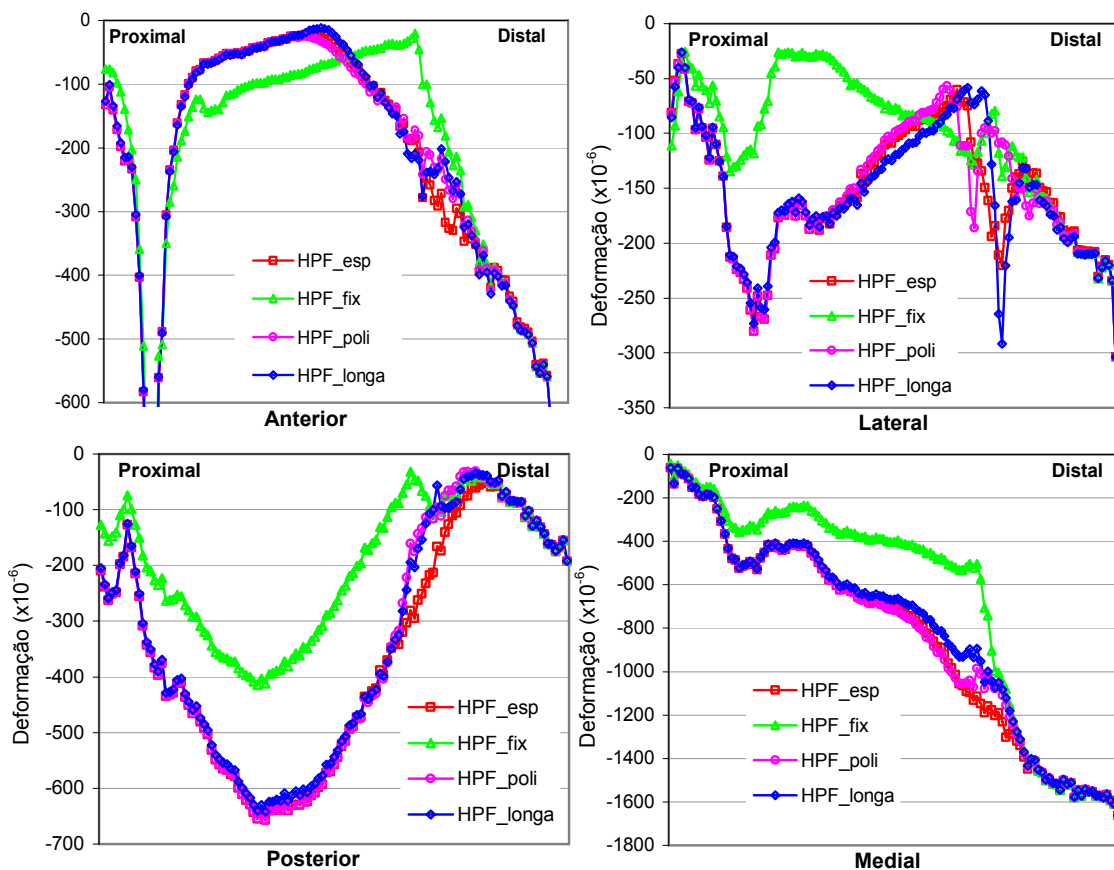 0
-100
-200
-300
-400
-500
-600
Proximal
Distal
HPF_esp
HPF_fix
HPF_poli
HPF_longa
Anterior
0
-50
-100
-150
-200
-250
-300
-350
Deformação (x10⁻⁶)
Proximal
Distal
HPF_esp
HPF_fix
HPF_poli
HPF_longa
Lateral
0
-100
-200
-300
-400
-500
-600
-700
Deformação (x10⁻⁶)
Proximal
Distal
HPF_esp
HPF_fix
HPF_poli
HPF_longa
Posterior
0
-200
-400
-600
-800
-1000
-1200
-1400
-1600
-1800
Deformação (x10⁻⁶)
Proximal
Distal
HPF_esp
HPF_fix
HPF_poli
HPF_longa
Medial